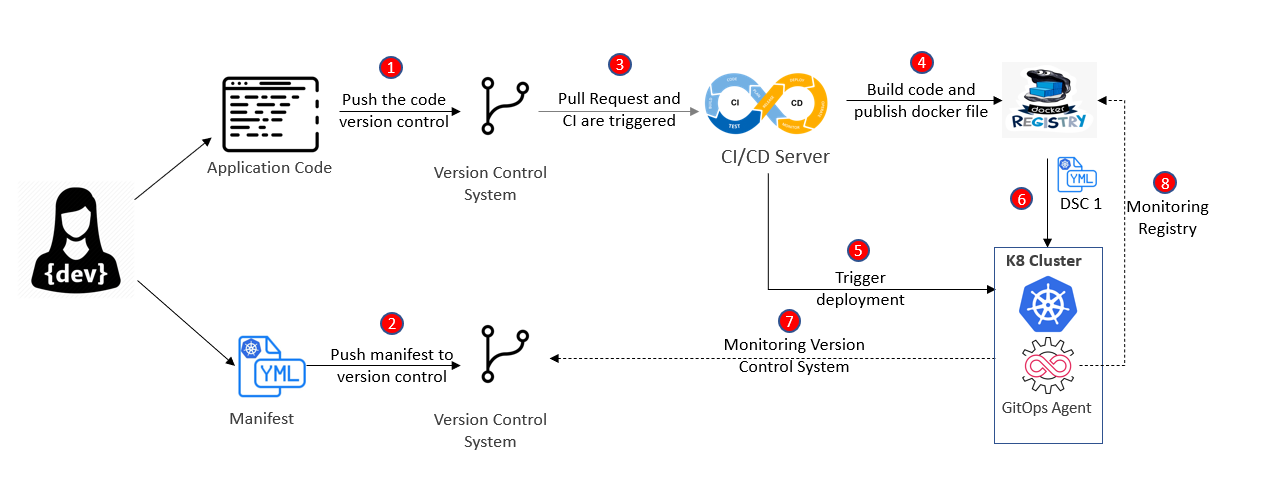 1
Push the code
version control
Application Code
Version Control
System
3
Pull Request and
CI are triggered
CI
CD
TEST
CI/CD Server
4
Build code and
publish docker file
docker
REGISTRY
6
YML
DSC 1
8
Monitoring
Registry
{dev}
5
Trigger
deployment
K8 Cluster
GitOps Agent
2
Push manifest to
version control
YML
Manifest
Version Control
System
7
Monitoring Version
Control System